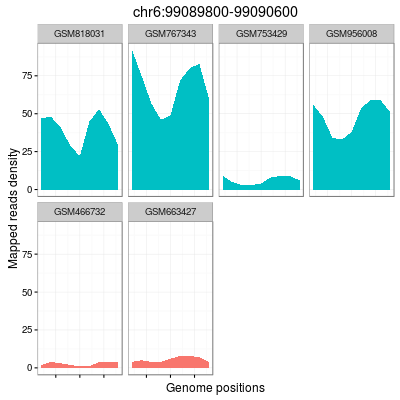 chr6:99089800-99090600
GSM818031 GSM767343 GSM753429 GSM956008
75
50
25
0
GSM466732 GSM663427
75
50
25
0
Mapped reads density
Genome positions